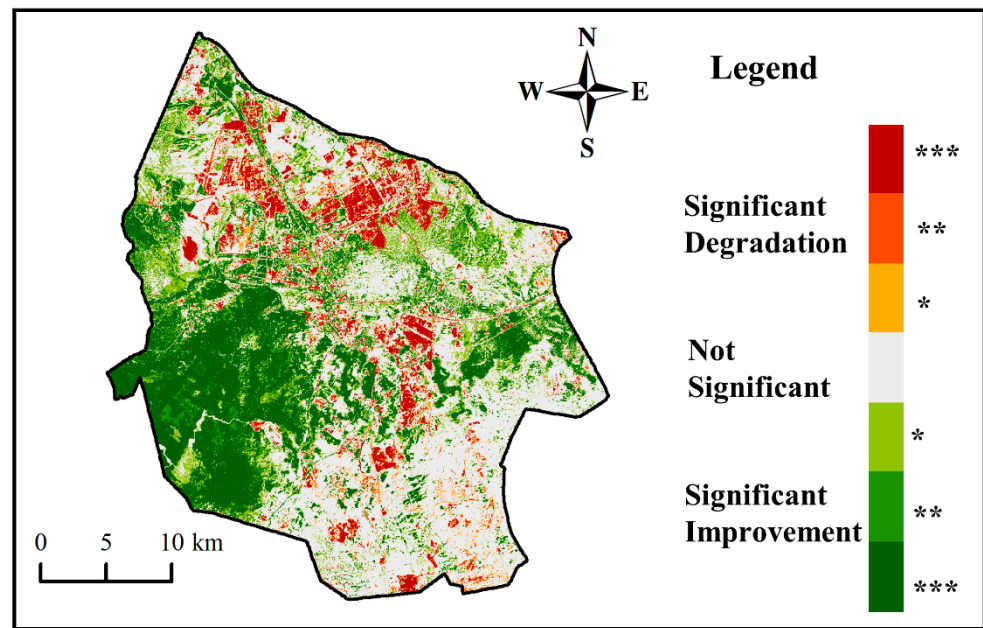 N
W E
S
Legend
***
Significant
Degradation
**
*
Not
Significant
*
Significant
Improvement
**
***
0 5 10 km